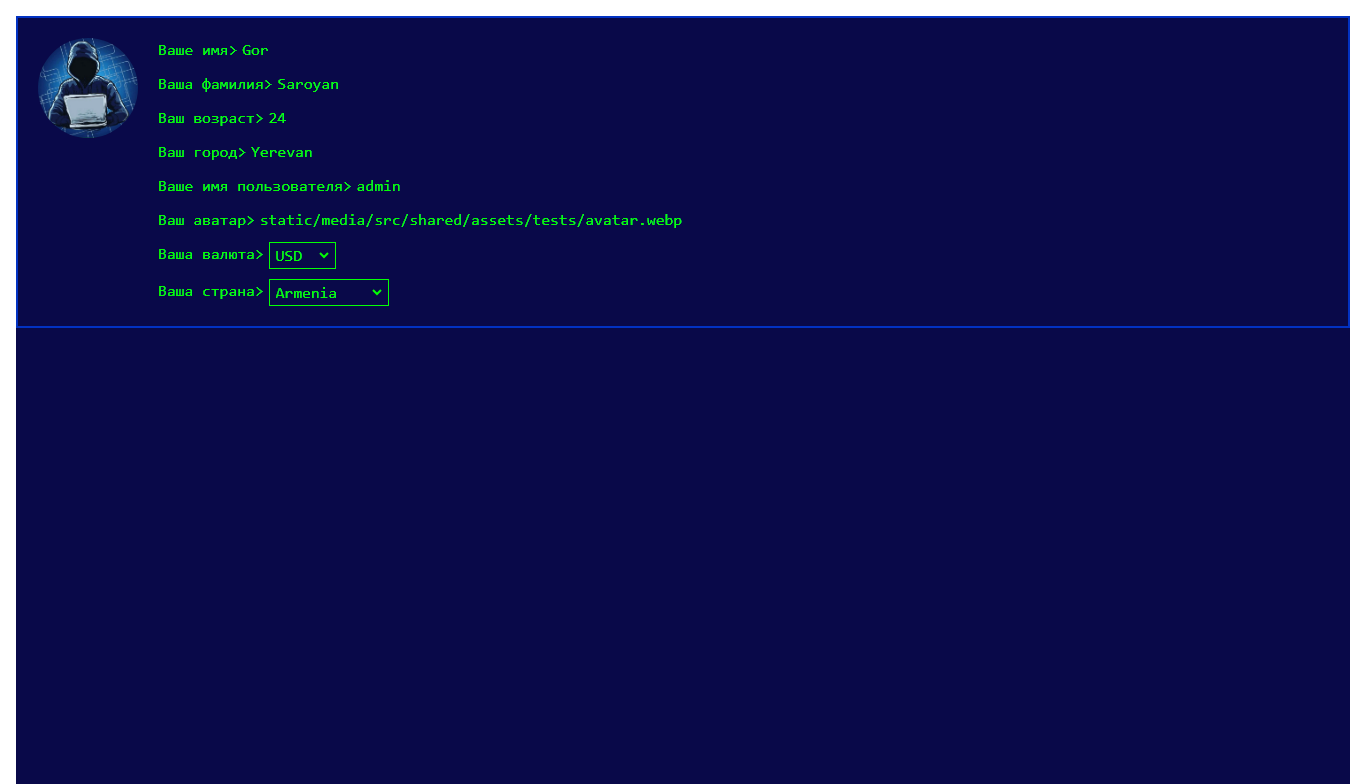 Ваше имя> Gor
Ваша фамилия> Saroyan
Ваш возраст> 24
Ваш город> Yerevan
Ваше имя пользователя> admin
Ваш аватар> static/media/src/shared/assets/tests/avatar.webp
Ваша валюта> USD
Ваша страна> Armenia